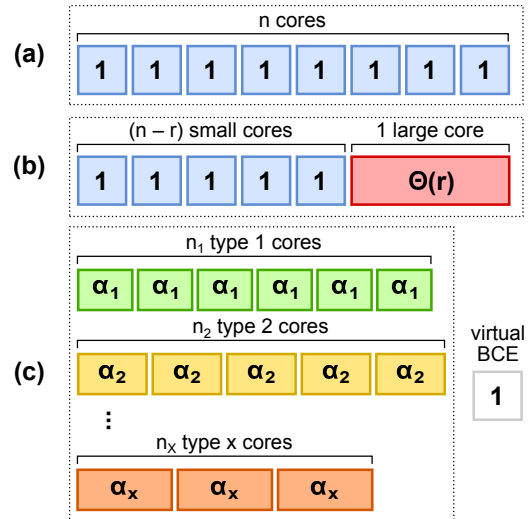 n cores
(a) 1 1 1 1 1 1 1 1
(n – r) small cores 1 large core
(b) 1 1 1 1 1 Θ(r)
n₁ type 1 cores
α₁ α₁ α₁ α₁ α₁ α₁
n₂ type 2 cores
(c) α₂ α₂ α₂ α₂ α₂
⋮
nₓ type x cores
αₓ αₓ αₓ
virtual
BCE
1